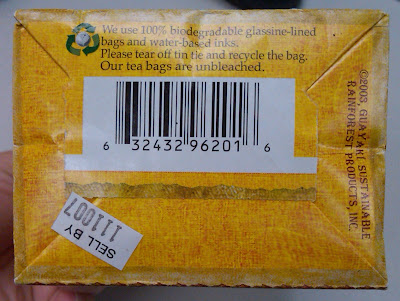 We use 100% biodegradable glassine-lined
bags and water-based inks.
Please tear off tin tie and recycle the bag.
Our tea bags are unbleached.
6 32432 96201 6
©2003, GUAYAKI SUSTAINABLE
RAINFOREST PRODUCTS, INC.
SELL BY
111007